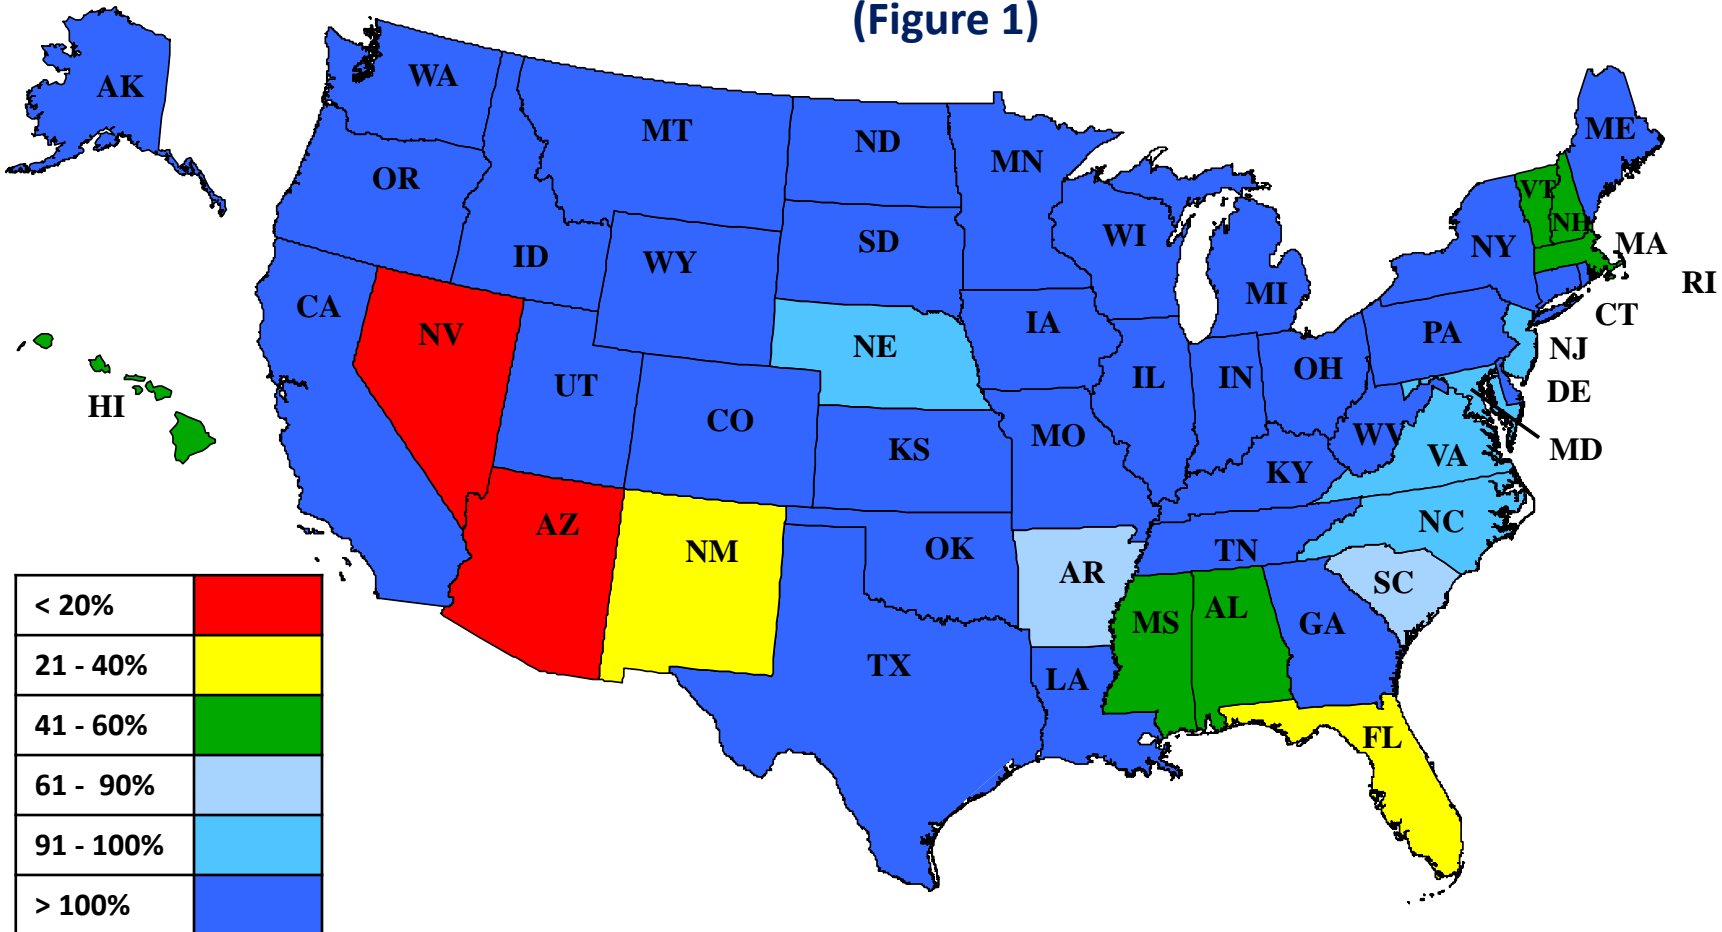 (Figure 1)
AK
WA
MT
ND
MN
ME
OR
VT
NH
ID
WY
SD
WI
NY
MA
RI
CA
NV
NE
IA
MI
PA
CT
NJ
HI
UT
CO
KS
MO
IL
IN
OH
WV
VA
DE
MD
KY
NC
AZ
NM
OK
AR
TN
SC
MS
AL
GA
TX
LA
FL
< 20%
21 - 40%
41 - 60%
61 - 90%
91 - 100%
> 100%